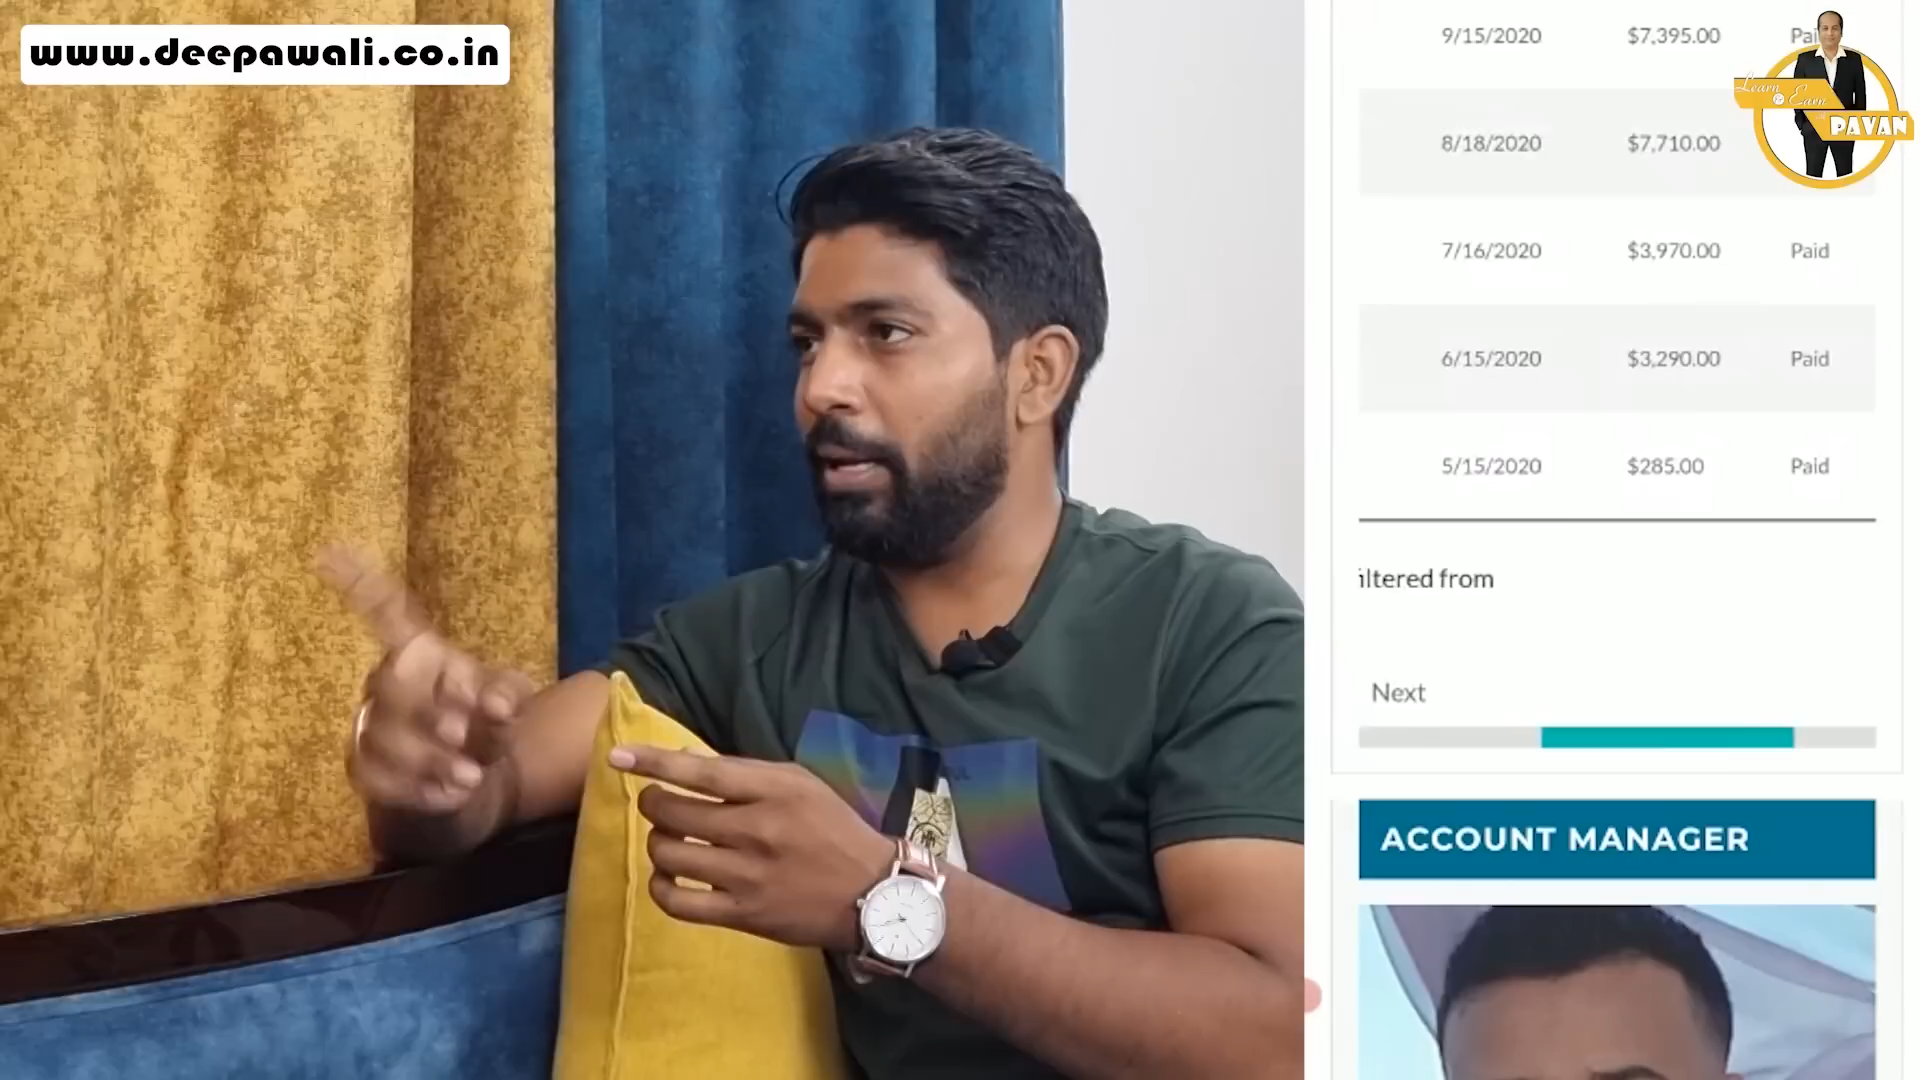 www.deepawali.co.in
9/15/2020 $7,395.00 Pai
8/18/2020 $7,710.00
7/16/2020 $3,970.00 Paid
6/15/2020 $3,290.00 Paid
5/15/2020 $285.00 Paid
iltered from
Next
ACCOUNT MANAGER
Learn
Earn
PAVAN